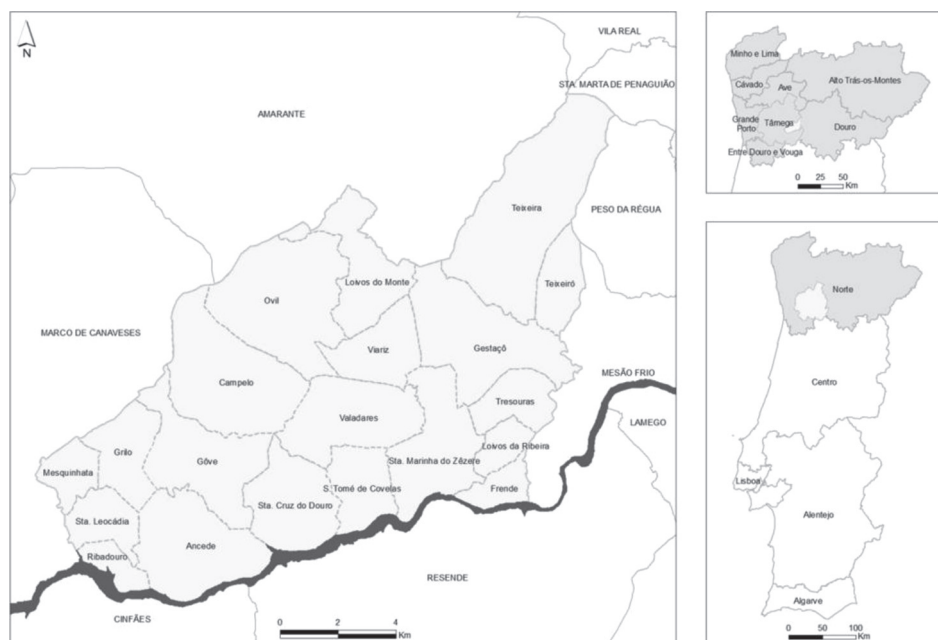 N
VILA REAL
STA. MARTA DE PENAGUIÃO
AMARANTE
PESO DA RÉGUA
Teixeira
Teixeiró
Loivos do Monte
Ovil
MARCO DE CANAVESES
Viariz
Gestaçô
MESÃO FRIO
Campelo
Tresouras
Valadares
LAMEGO
Loivos da Ribeira
Grilo
Gôve
Sta. Marinha do Zêzere
Mesquinhata
S. Tomé de Covelas
Frende
Sta. Cruz do Douro
Sta. Leocádia
Ancede
Ribadouro
RESENDE
CINFÃES
0 2 4
Km
Minho e Lima
Alto Trás-os-Montes
Cávado
Ave
Grande
Porto
Tâmega
Douro
Entre Douro e Vouga
0 25 50
Km
Norte
Centro
Lisboa
Alentejo
Algarve
0 50 100
Km